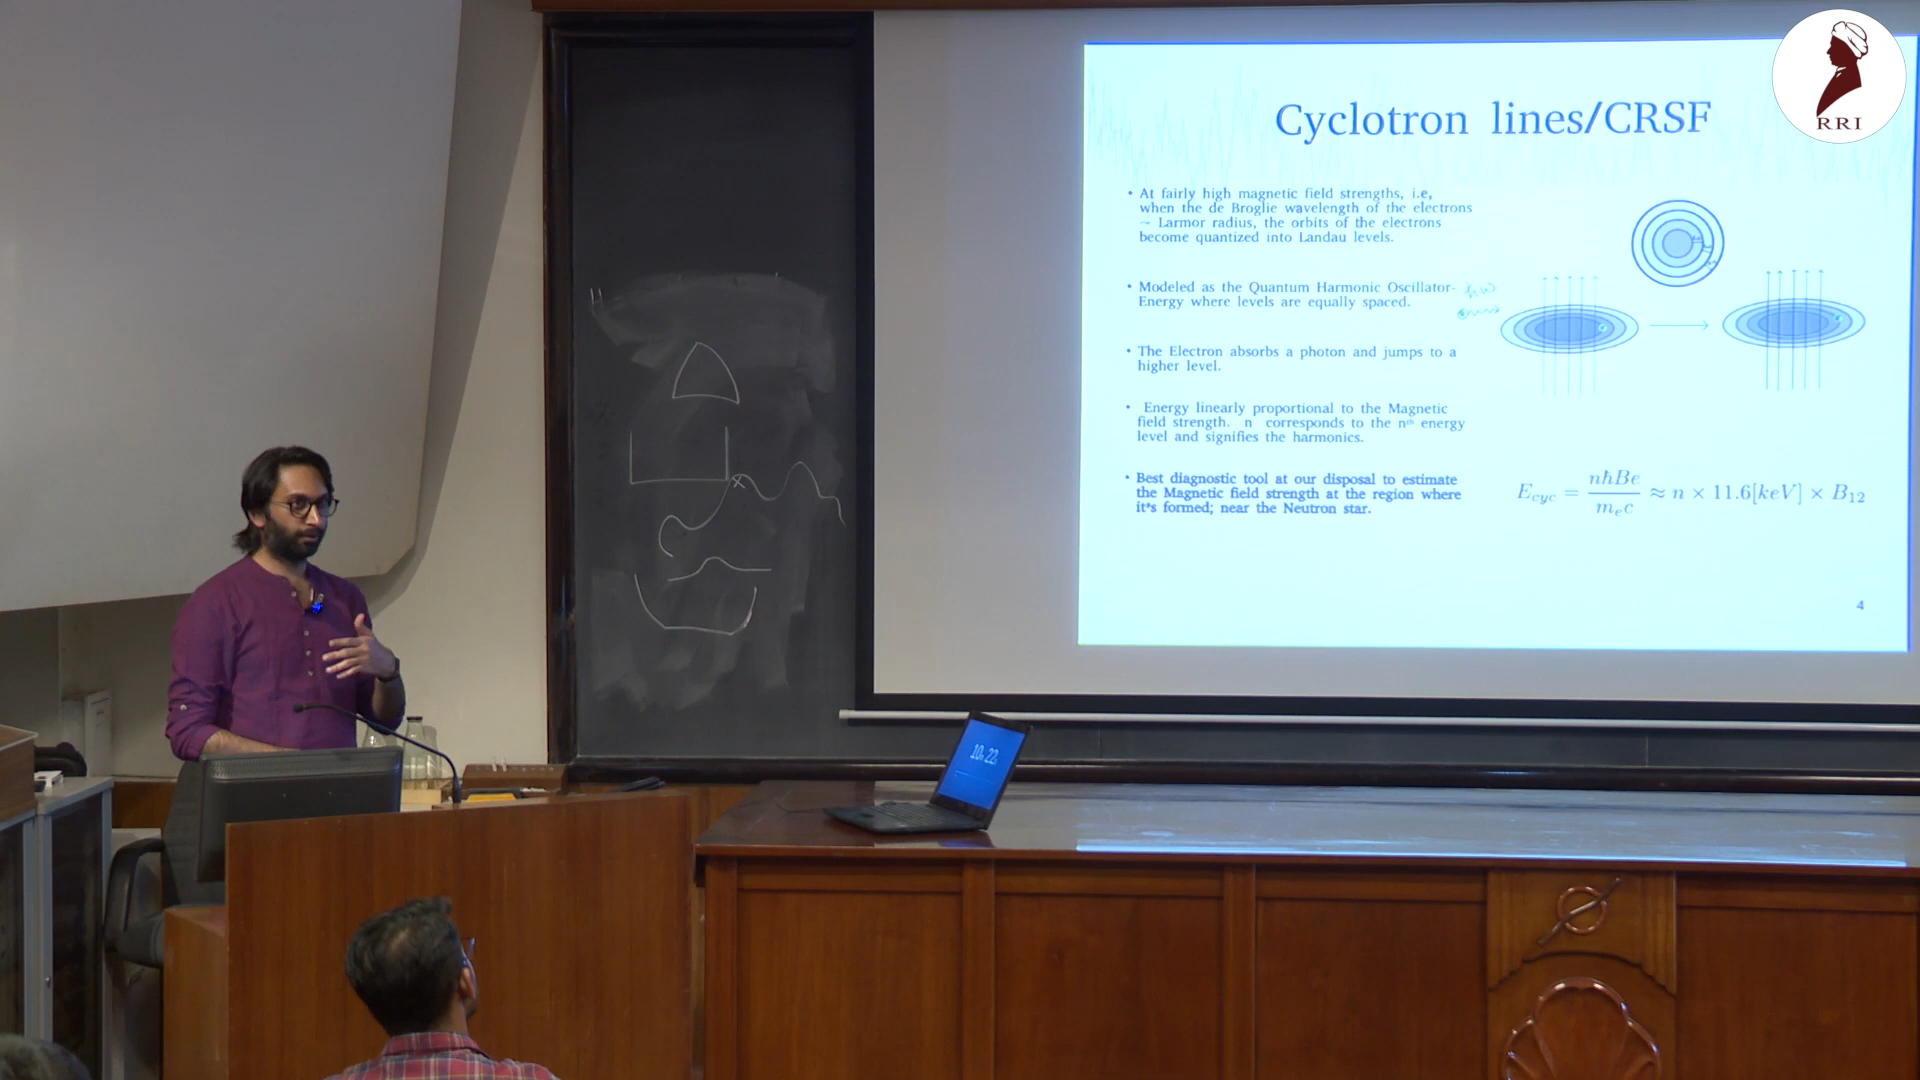 RRI
Cyclotron lines/CRSF
• At fairly high magnetic field strengths, i.e,
when the de Broglie wavelength of the electrons
~ Larmor radius, the orbits of the electrons
become quantized into Landau levels.
• Modeled as the Quantum Harmonic Oscillator-
Energy where levels are equally spaced.
ħω
• The Electron absorbs a photon and jumps to a
higher level.
• Energy linearly proportional to the Magnetic
field strength. n corresponds to the nᵗʰ energy
level and signifies the harmonics.
• Best diagnostic tool at our disposal to estimate
the Magnetic field strength at the region where
it's formed; near the Neutron star.
E_cyc = nħBe / m_e c ≈ n × 11.6[keV] × B₁₂
4
10 22